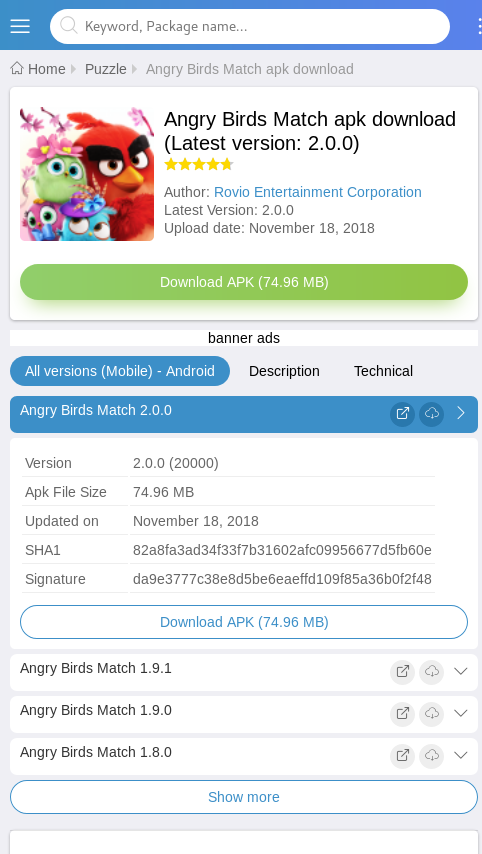 Keyword, Package name...
Home Puzzle Angry Birds Match apk download
Angry Birds Match apk download
(Latest version: 2.0.0)
Author: Rovio Entertainment Corporation
Latest Version: 2.0.0
Upload date: November 18, 2018
Download APK (74.96 MB)
banner ads
All versions (Mobile) - Android Description Technical
Angry Birds Match 2.0.0
Version 2.0.0 (20000)
Apk File Size 74.96 MB
Updated on November 18, 2018
SHA1 82a8fa3ad34f33f7b31602afc09956677d5fb60e
Signature da9e3777c38e8d5be6eaeffd109f85a36b0f2f48
Download APK (74.96 MB)
Angry Birds Match 1.9.1
Angry Birds Match 1.9.0
Angry Birds Match 1.8.0
Show more